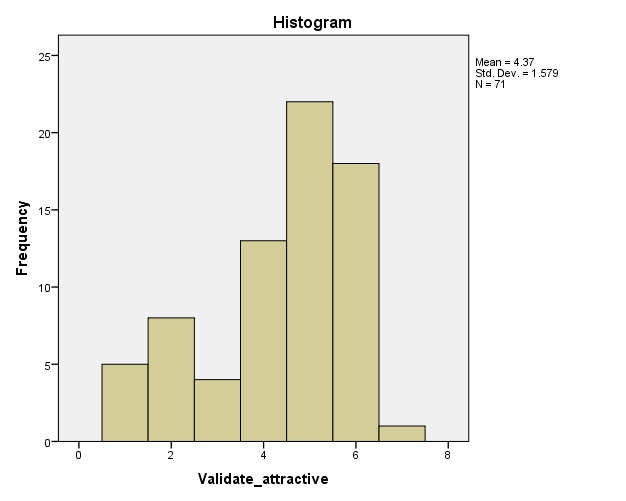 Histogram
Mean = 4.37
Std. Dev. = 1.579
N = 71
25
20
15
10
5
0
Frequency
0 2 4 6 8
Validate_attractive